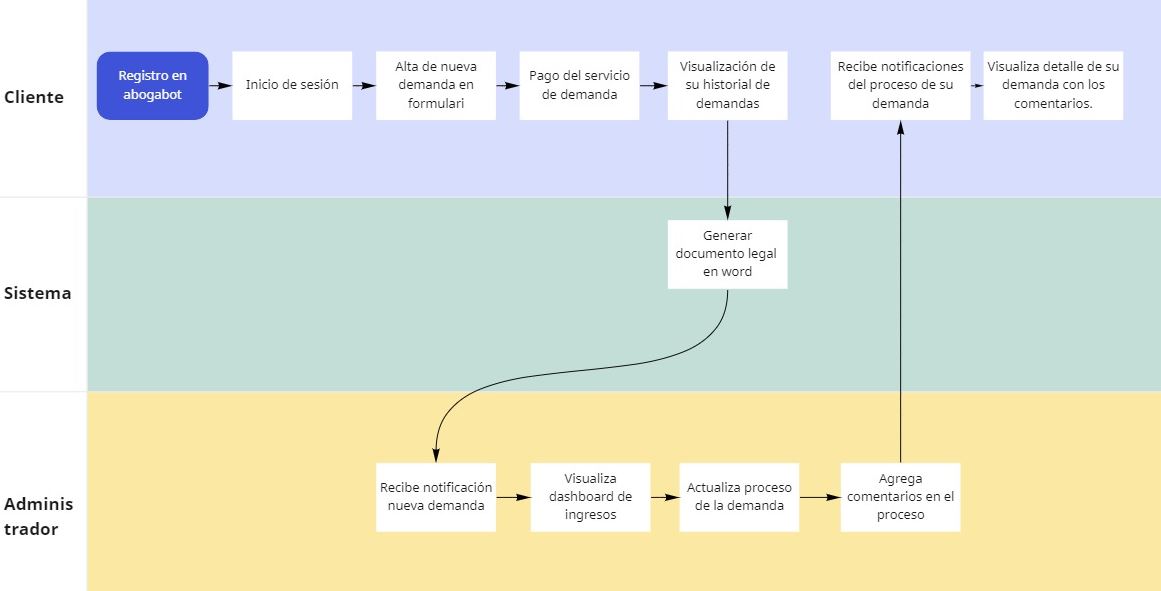 Cliente
Registro en
abogabot
Inicio de sesión
Alta de nueva
demanda en
formulari
Pago del servicio
de demanda
Visualización de
su historial de
demandas
Recibe notificaciones
del proceso de su
demanda
Visualiza detalle de su
demanda con los
comentarios.
Sistema
Generar
documento legal
en word
Adminis
trador
Recibe notificación
nueva demanda
Visualiza
dashboard de
ingresos
Actualiza proceso
de la demanda
Agrega
comentarios en el
proceso